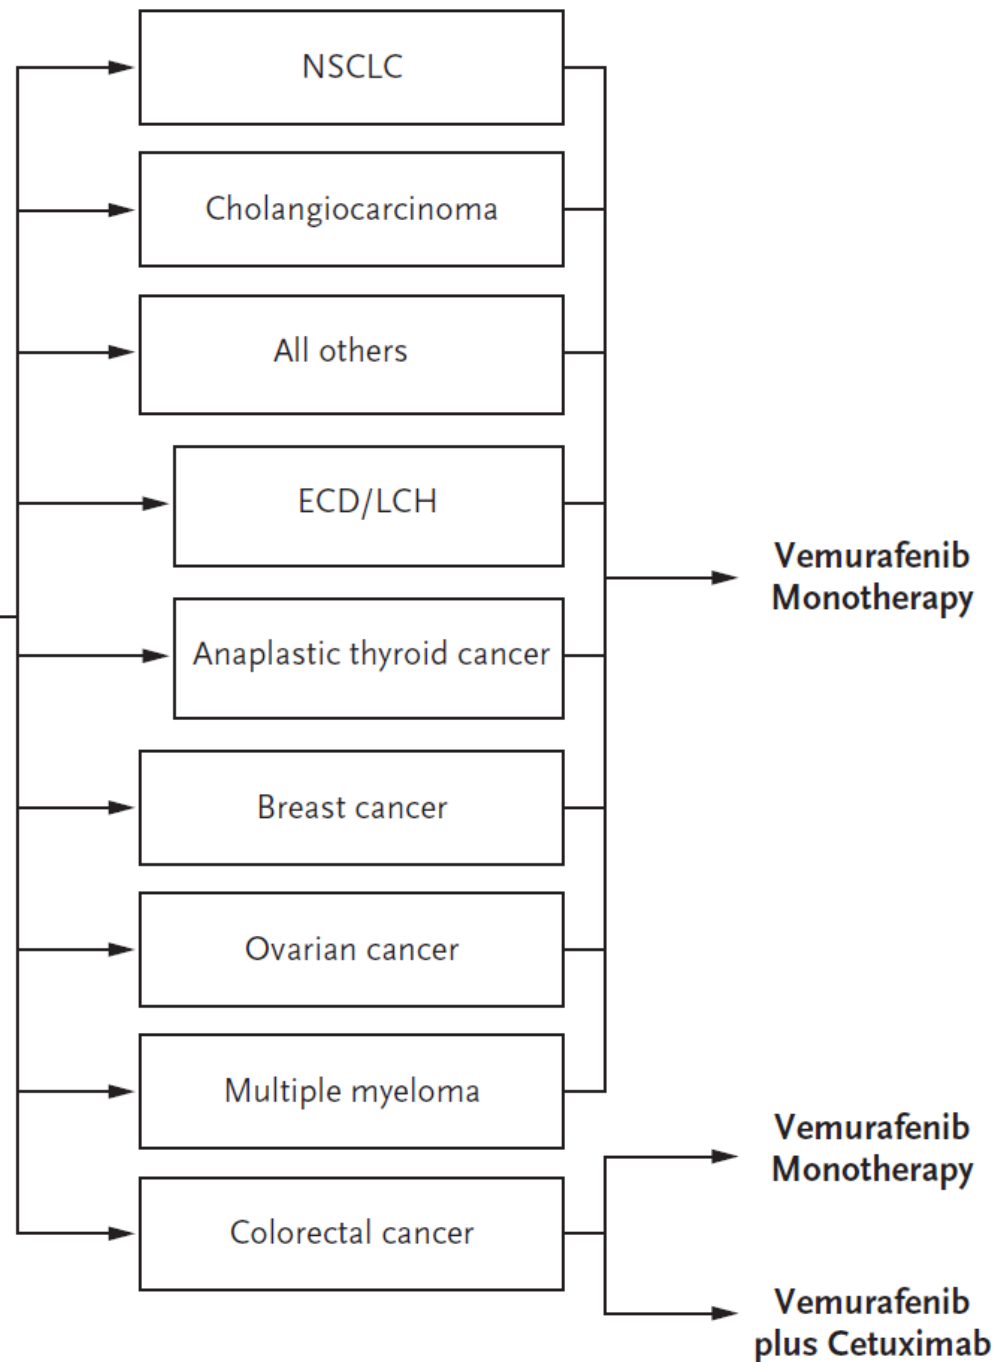 NSCLC
Cholangiocarcinoma
All others
ECD/LCH
Anaplastic thyroid cancer
Breast cancer
Ovarian cancer
Multiple myeloma
Colorectal cancer
Vemurafenib
Monotherapy
Vemurafenib
Monotherapy
Vemurafenib
plus Cetuximab